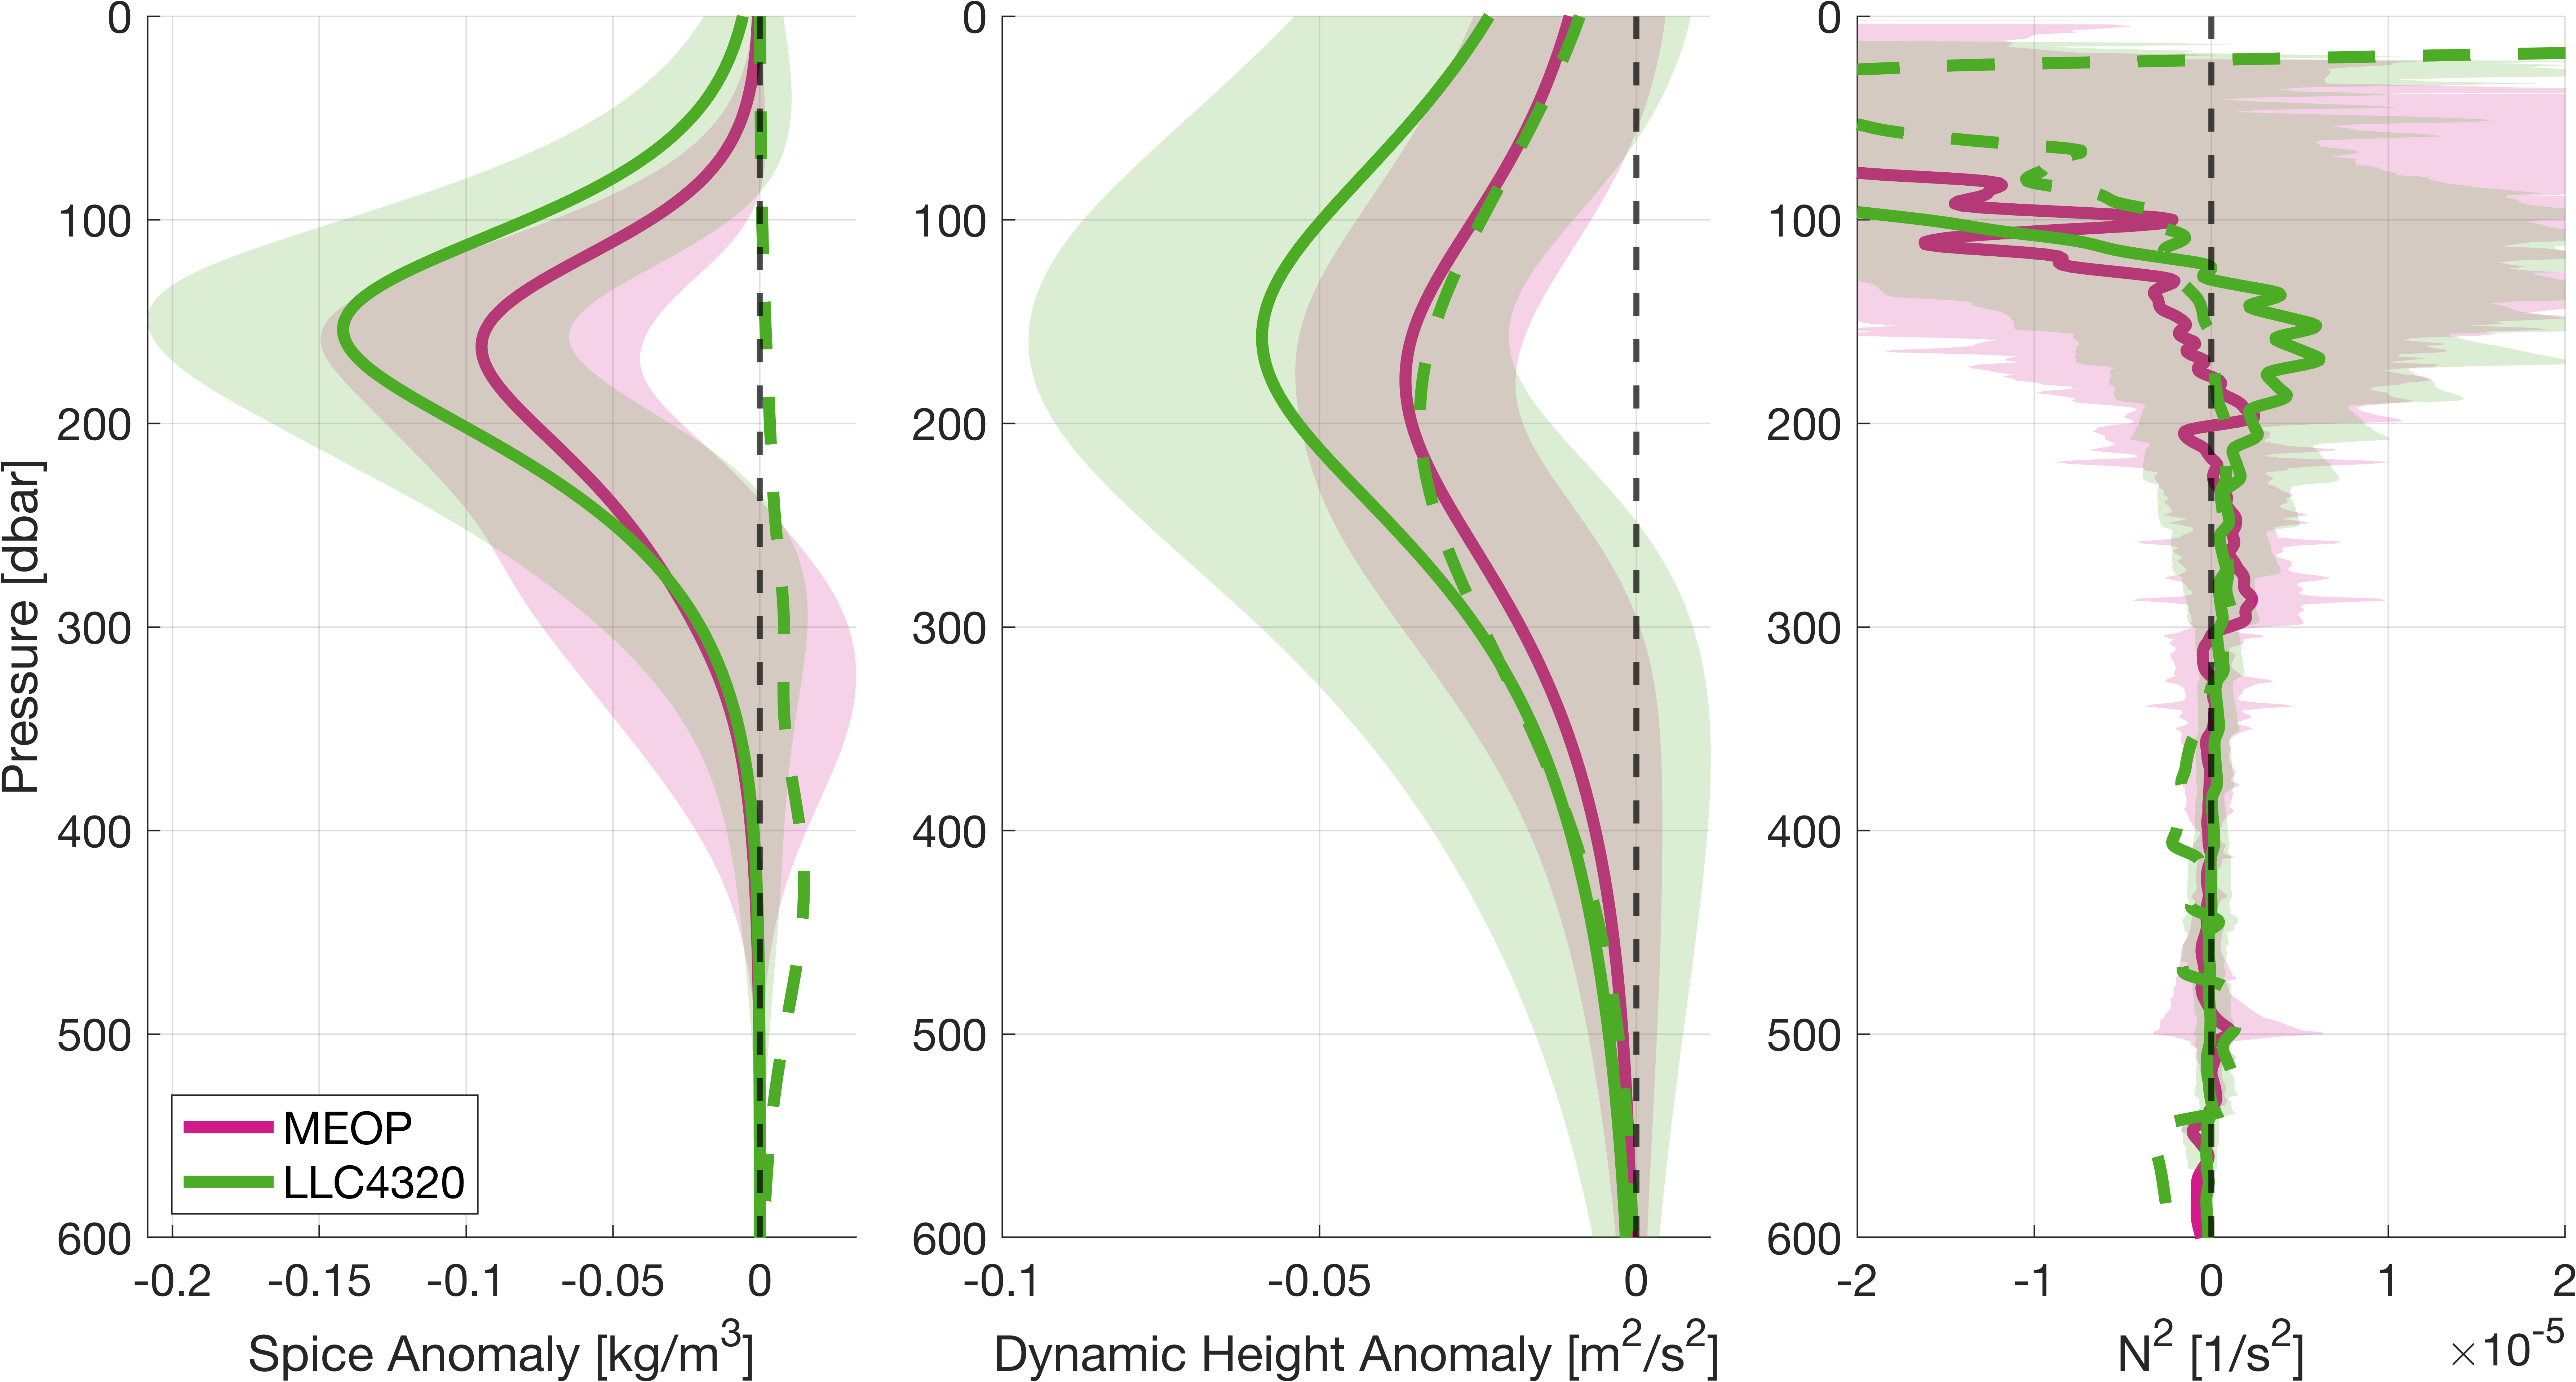 Pressure [dbar]
0
100
200
300
400
500
600
-0.2 -0.15 -0.1 -0.05 0
Spice Anomaly [kg/m³]
MEOP
LLC4320
0
100
200
300
400
500
600
-0.1 -0.05 0
Dynamic Height Anomaly [m²/s²]
0
100
200
300
400
500
600
-2 -1 0 1 2
N² [1/s²] ×10⁻⁵